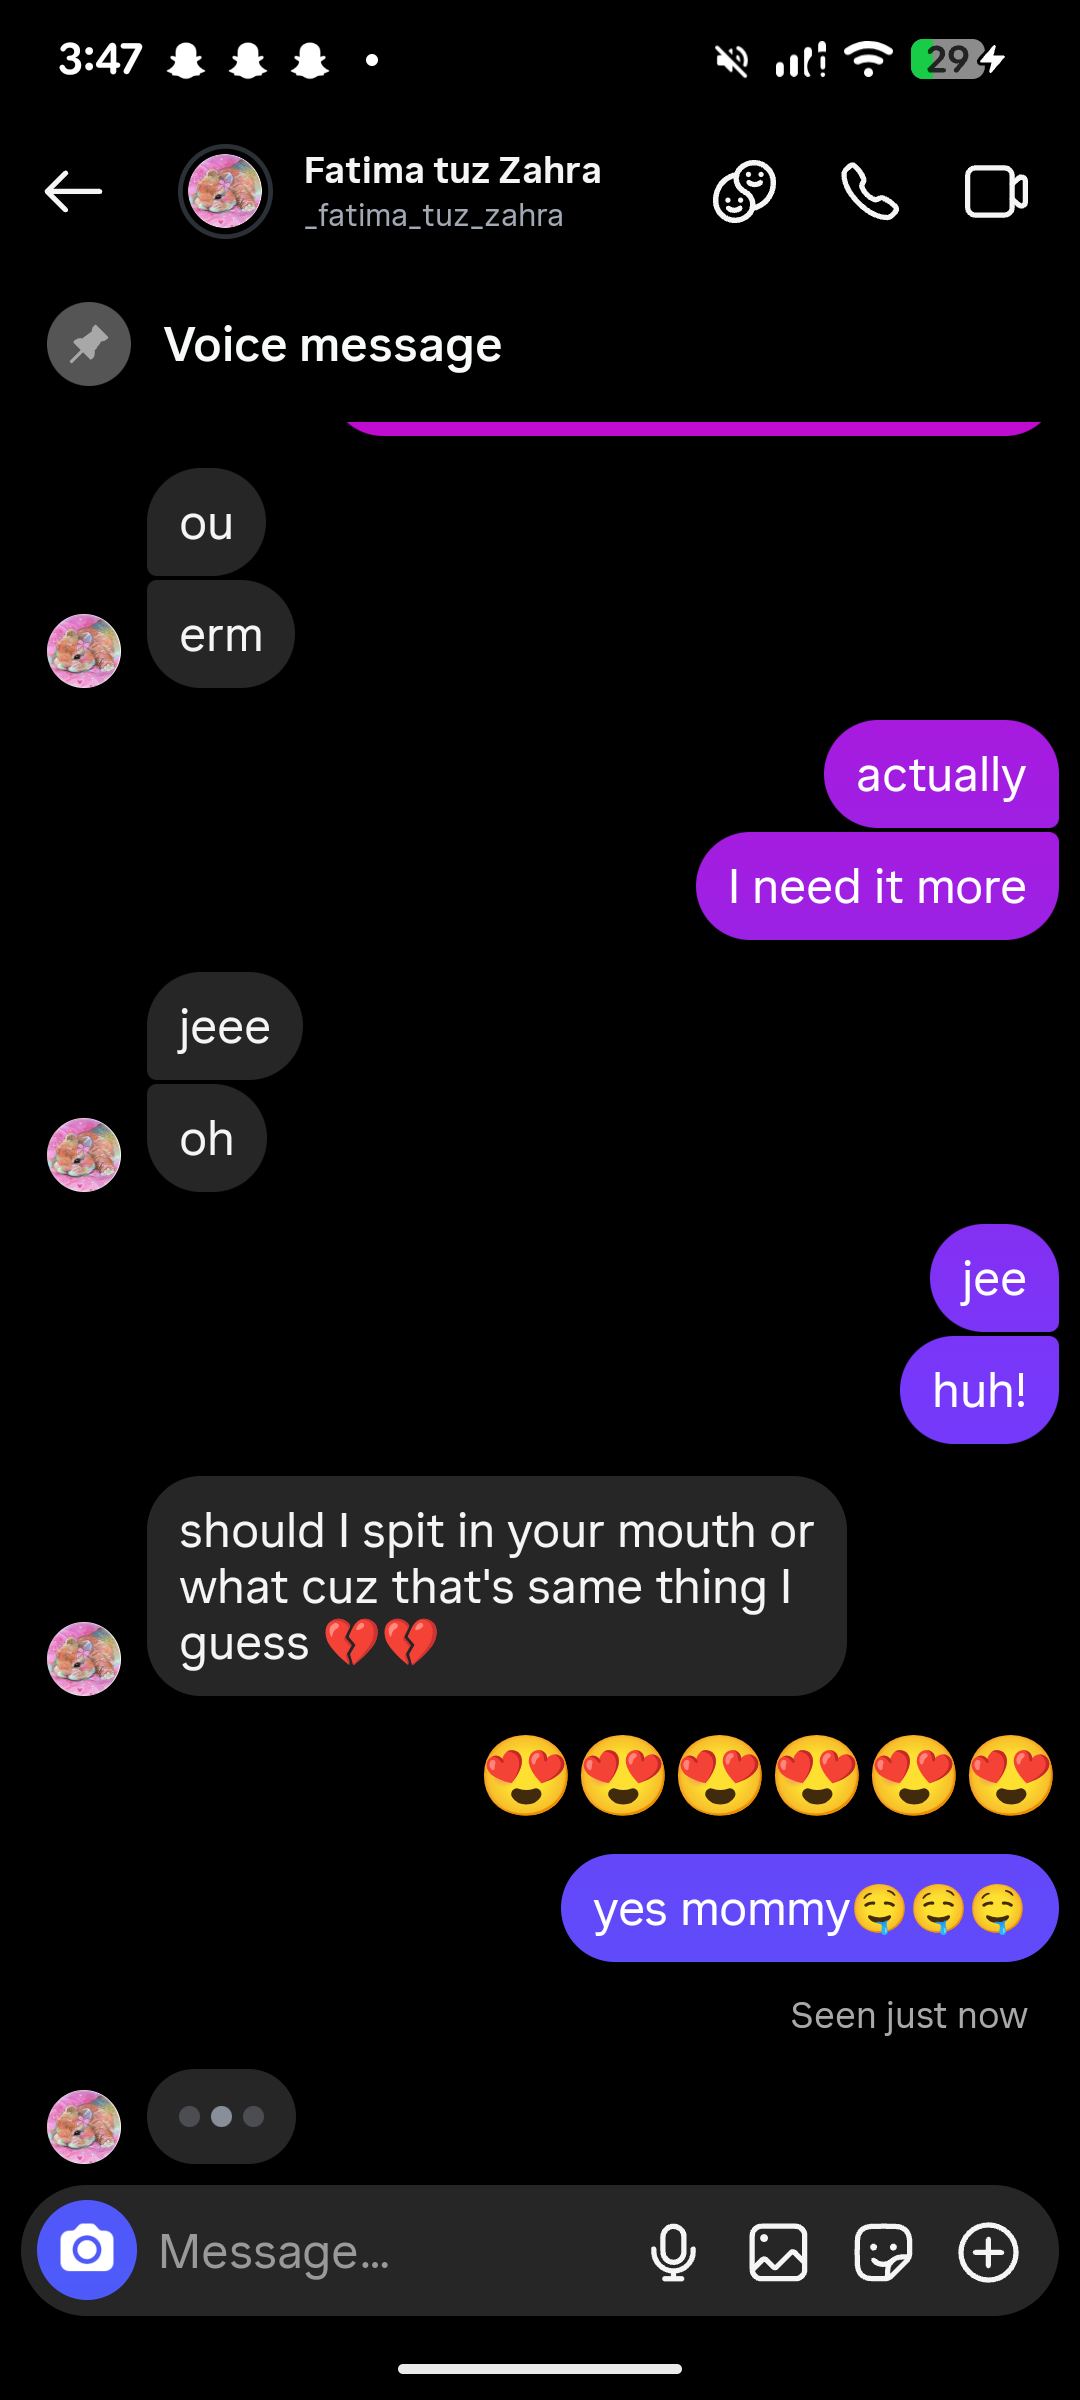 3:47
29
Fatima tuz Zahra
_fatima_tuz_zahra
Voice message
ou
erm
actually
I need it more
jeee
oh
jee
huh!
should I spit in your mouth or
what cuz that's same thing I
guess 💔💔
😍😍😍😍😍😍
yes mommy🤤🤤🤤
Seen just now
Message...